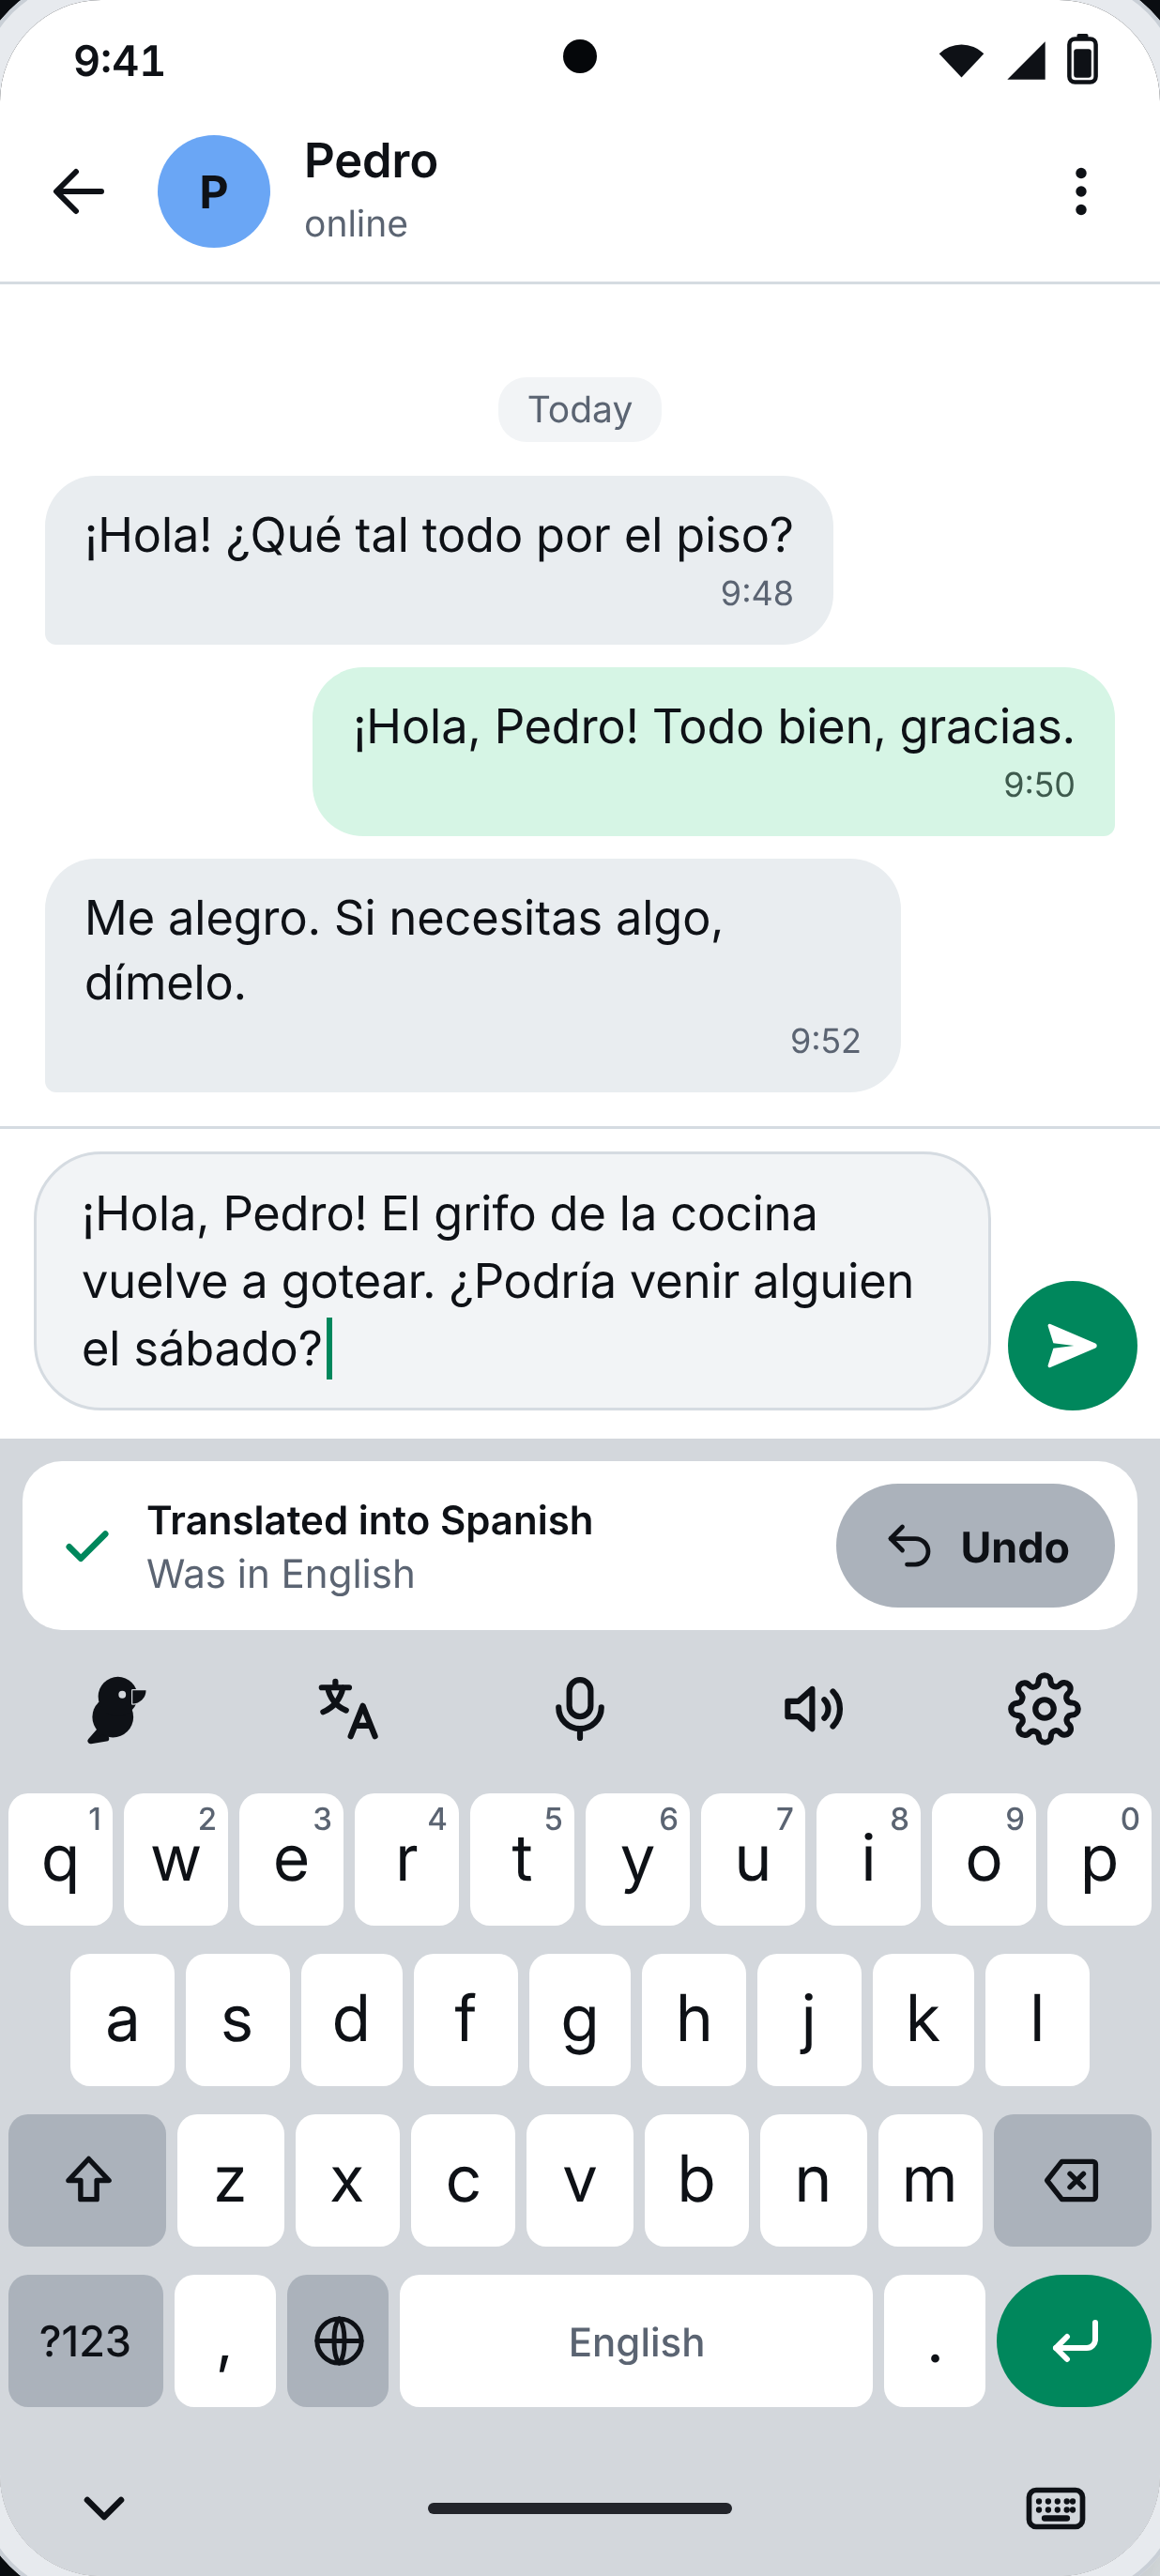 9:41
P
Pedro
online
Today
¡Hola! ¿Qué tal todo por el piso?
9:48
¡Hola, Pedro! Todo bien, gracias.
9:50
Me alegro. Si necesitas algo,
dímelo.
9:52
¡Hola, Pedro! El grifo de la cocina
vuelve a gotear. ¿Podría venir alguien
el sábado?
Translated into Spanish
Was in English
Undo
1 2 3 4 5 6 7 8 9 0
q w e r t y u i o p
a s d f g h j k l
z x c v b n m
?123 , English .